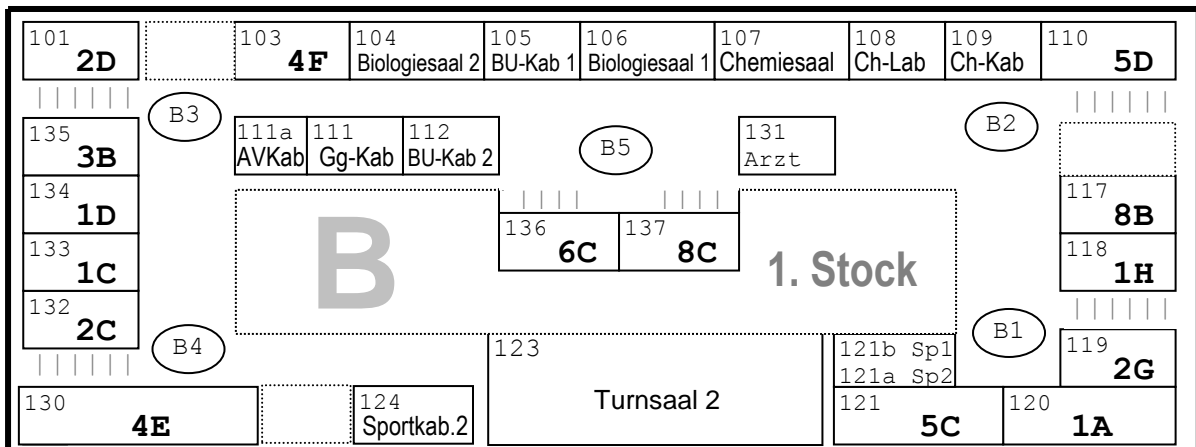 101 103 104 105 106 107 108 109 110
2D 4F Biologiesaal 2 BU-Kab 1 Biologiesaal 1 Chemiesaal Ch-Lab Ch-Kab 5D
B3 B2
135 111a 111 112 B5 131
3B AVKab Gg-Kab BU-Kab 2 Arzt
134 117
1D 8B
136 137
6C 8C
133 118
1C B 1. Stock 1H
132
2C B4 B1
123 121b Sp1 119
121a Sp2 2G
130 124 Turnsaal 2 121 120
4E Sportkab.2 5C 1A